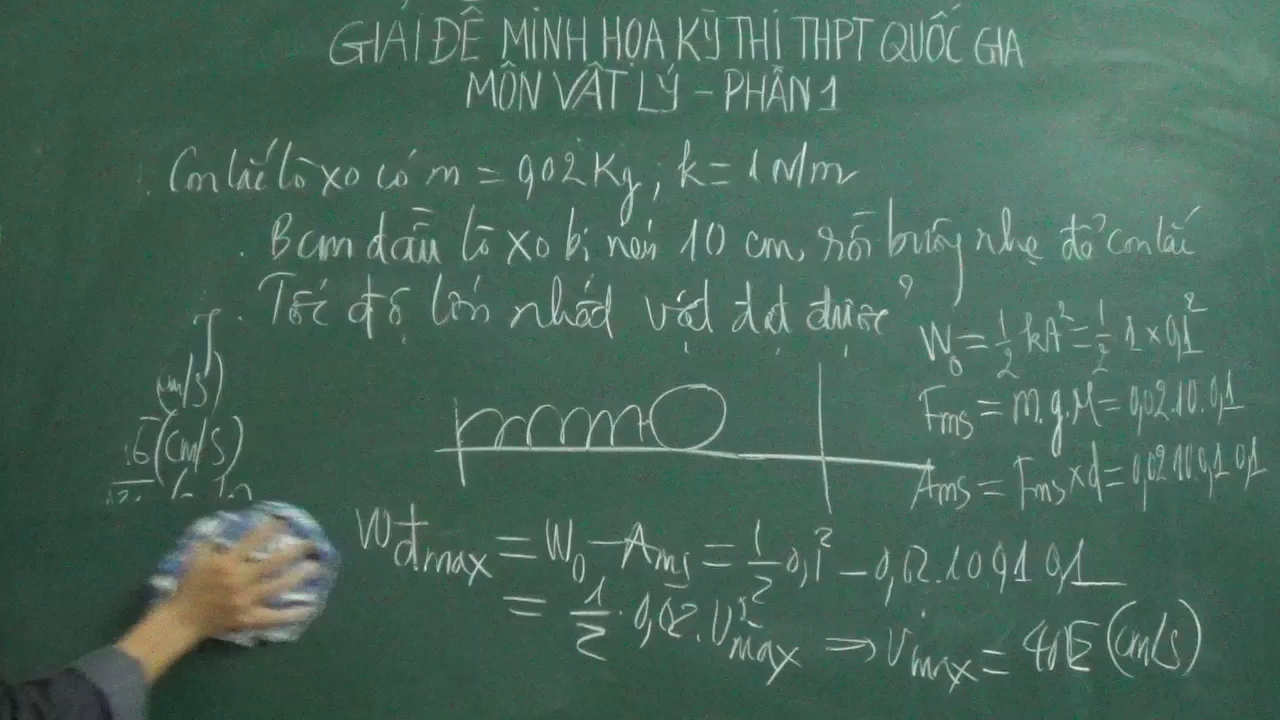 GIẢI ĐỀ MINH HỌA KỲ THI THPT QUỐC GIA
MÔN VẬT LÝ - PHẦN 1
Con lắc lò xo có m = 0,02 Kg, k = 1 N/m
. Ban đầu lò xo bị nén 10 cm, rồi buông nhẹ để con lắc
. Tốc độ lớn nhất vật đạt được ?
W₀ = 1/2 kA² = 1/2 1 × 0,1²
Fms = m.g.M = 0,02.10.0,1
Ams = Fms × d = 0,02.10.0,1 0,1
(m/s)
(cm/s)
Wđmax = W₀ - Ams = 1/2 0,1² - 0,02.10 0,1 0,1
= 1/2 . 0,02. V²max ⇒ Vmax = (cm/s)